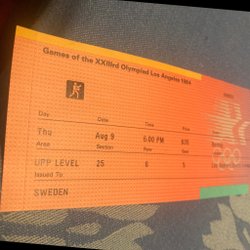 Games of the XXIIIrd Olympiad Los Angeles 1984
Day Date Time Price
Thu Aug 9 6:00 PM
Area Section Row Seat
UPP LEVEL 25 6 5
Issued To
SWEDEN